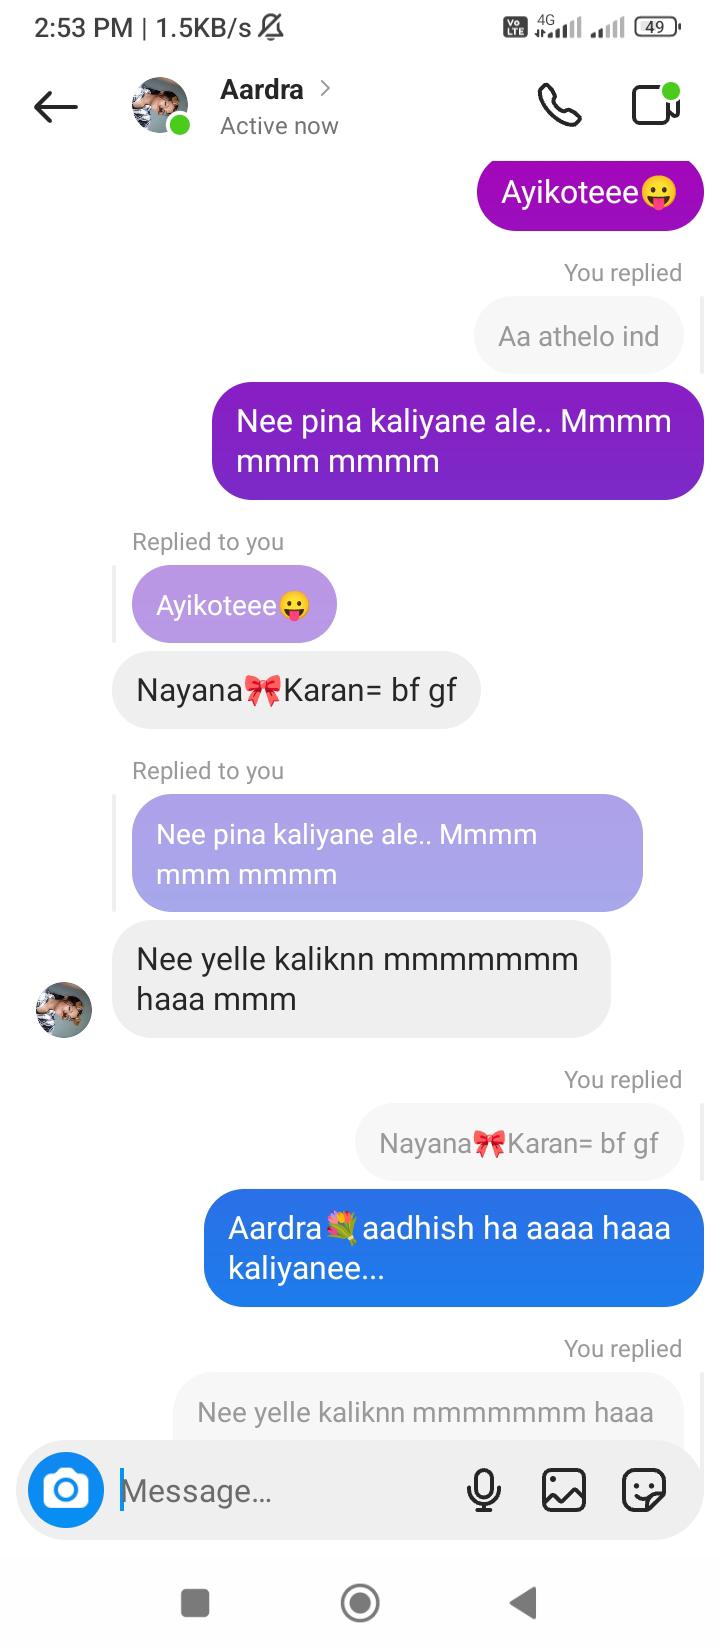 2:53 PM | 1.5KB/s
Vo LTE 4G 49
Aardra
Active now
Ayikoteee😛
You replied
Aa athelo ind
Nee pina kaliyane ale.. Mmmm
mmm mmmm
Replied to you
Ayikoteee😛
Nayana🎀Karan= bf gf
Replied to you
Nee pina kaliyane ale.. Mmmm
mmm mmmm
Nee yelle kaliknn mmmmmmm
haaa mmm
You replied
Nayana🎀Karan= bf gf
Aardra💐aadhish ha aaaa haaa
kaliyanee...
You replied
Nee yelle kaliknn mmmmmmm haaa
Message...